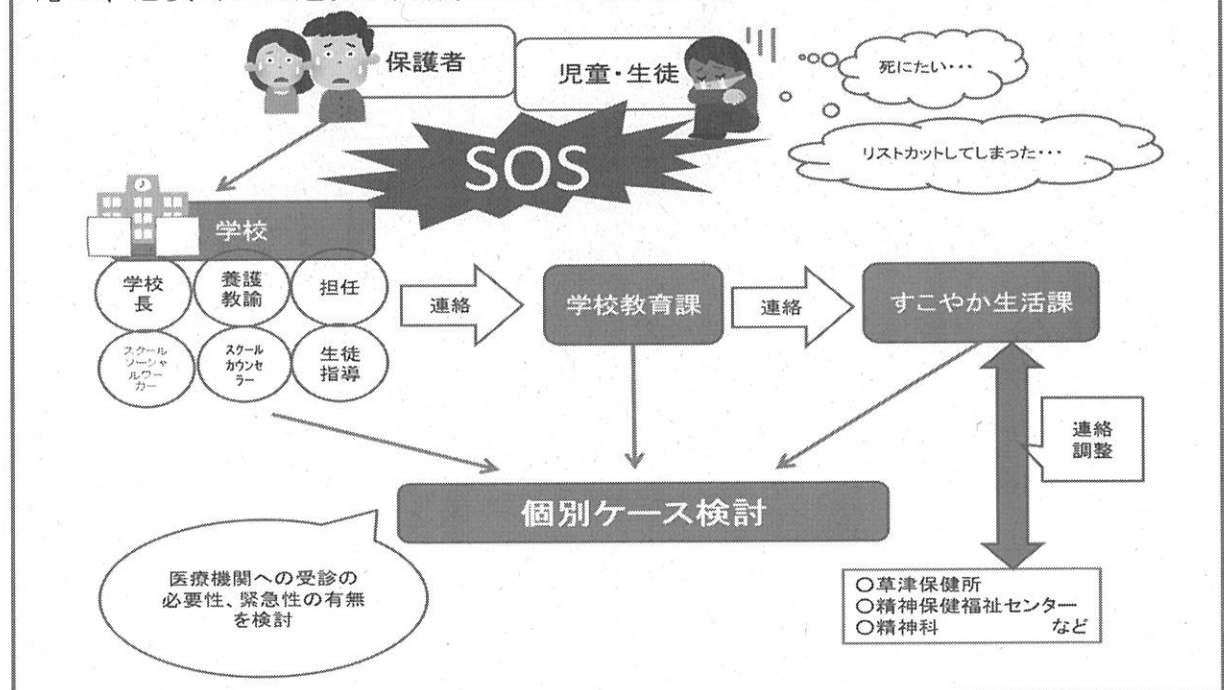 保護者
児童・生徒
死にたい・・・
リストカットしてしまった・・・
SOS
学校
学校
長
養護
教諭
担任
スクール
ソーシャ
ルワー
カー
スクール
カウンセ
ラー
生徒
指導
連絡
学校教育課
連絡
すこやか生活課
連絡
調整
個別ケース検討
医療機関への受診の
必要性、緊急性の有無
を検討
○草津保健所
○精神保健福祉センター
○精神科 など